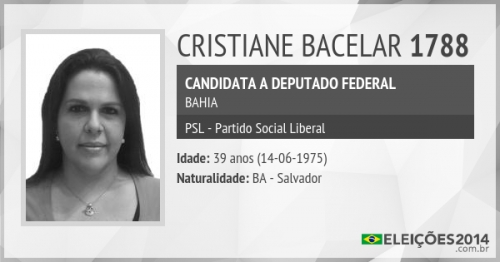 CRISTIANE BACELAR 1788
CANDIDATA A DEPUTADO FEDERAL
BAHIA
PSL - Partido Social Liberal
Idade: 39 anos (14-06-1975)
Naturalidade: BA - Salvador
ELEIÇÕES2014
.com.br